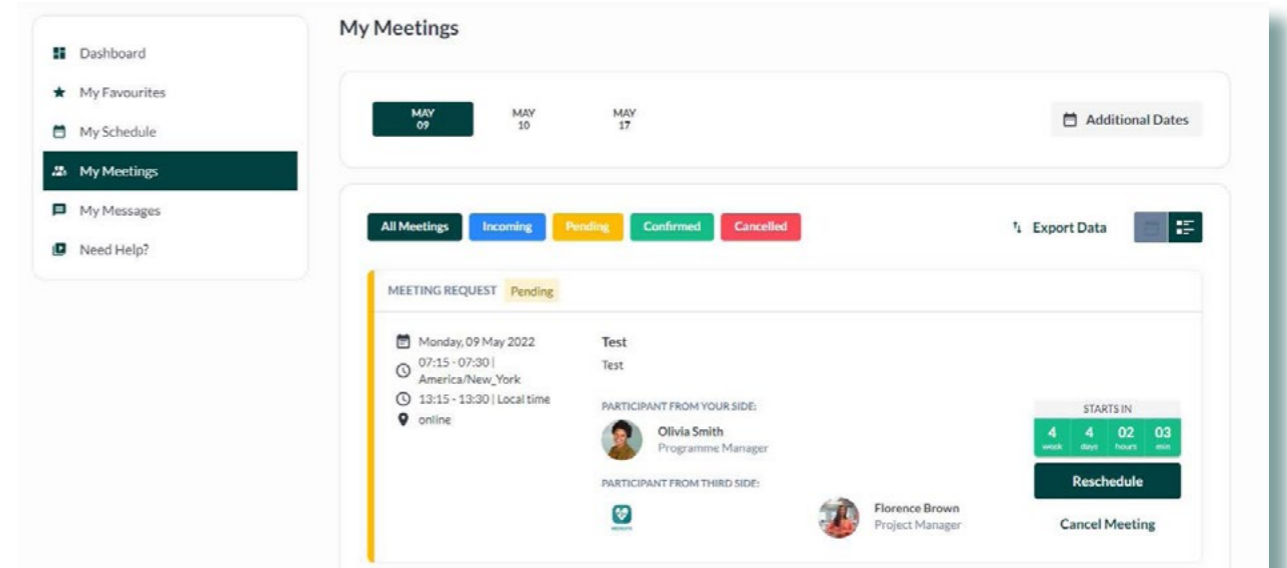 My Meetings
Dashboard
My Favourites
My Schedule
My Meetings
My Messages
Need Help?
MAY
09
MAY
10
MAY
17
Additional Dates
All Meetings
Incoming
Pending
Confirmed
Cancelled
Export Data
MEETING REQUEST Pending
Monday, 09 May 2022
07:15 - 07:30 |
America/New_York
13:15 - 13:30 | Local time
online
Test
Test
PARTICIPANT FROM YOUR SIDE:
Olivia Smith
Programme Manager
PARTICIPANT FROM THIRD SIDE:
Florence Brown
Project Manager
STARTS IN
4 4 02 03
week days hours min
Reschedule
Cancel Meeting